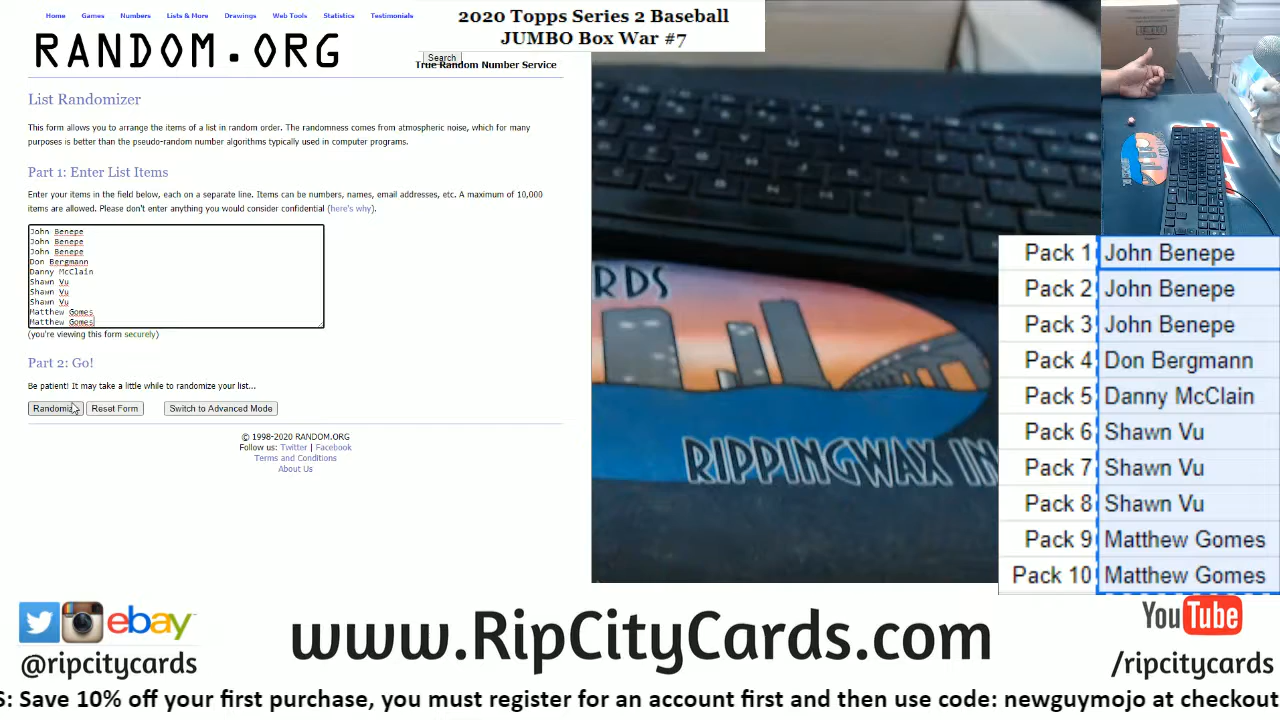 Home Games Numbers Lists & More Drawings Web Tools Statistics Testimonials
2020 Topps Series 2 Baseball
JUMBO Box War #7
RANDOM.ORG
Search
True Random Number Service
List Randomizer
This form allows you to arrange the items of a list in random order. The randomness comes from atmospheric noise, which for many
purposes is better than the pseudo-random number algorithms typically used in computer programs.
Part 1: Enter List Items
Enter your items in the field below, each on a separate line. Items can be numbers, names, email addresses, etc. A maximum of 10,000
items are allowed. Please don't enter anything you would consider confidential (here's why).
John Benepe
John Benepe
John Benepe
Don Bergmann
Danny McClain
Shawn Vu
Shawn Vu
Shawn Vu
Matthew Gomes
Matthew Gomes
(you're viewing this form securely)
Part 2: Go!
Be patient! It may take a little while to randomize your list...
Randomize Reset Form Switch to Advanced Mode
© 1998-2020 RANDOM.ORG
Follow us: Twitter | Facebook
Terms and Conditions
About Us
RDS
RIPPINGWAX IN
Pack 1 John Benepe
Pack 2 John Benepe
Pack 3 John Benepe
Pack 4 Don Bergmann
Pack 5 Danny McClain
Pack 6 Shawn Vu
Pack 7 Shawn Vu
Pack 8 Shawn Vu
Pack 9 Matthew Gomes
Pack 10 Matthew Gomes
ebay
@ripcitycards
www.RipCityCards.com
YouTube
/ripcitycards
S: Save 10% off your first purchase, you must register for an account first and then use code: newguymojo at checkout